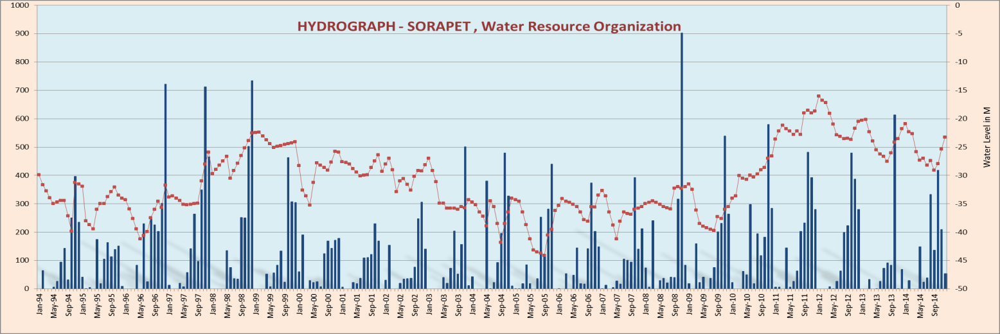 HYDROGRAPH - SORAPET , Water Resource Organization
1000
900
800
700
600
500
400
300
200
100
0
0
-5
-10
-15
-20
-25
-30
-35
-40
-45
-50
Water Level in M
Jan-94
May-94
Sep-94
Jan-95
May-95
Sep-95
Jan-96
May-96
Sep-96
Jan-97
May-97
Sep-97
Jan-98
May-98
Sep-98
Jan-99
May-99
Sep-99
Jan-00
May-00
Sep-00
Jan-01
May-01
Sep-01
Jan-02
May-02
Sep-02
Jan-03
May-03
Sep-03
Jan-04
May-04
Sep-04
Jan-05
May-05
Sep-05
Jan-06
May-06
Sep-06
Jan-07
May-07
Sep-07
Jan-08
May-08
Sep-08
Jan-09
May-09
Sep-09
Jan-10
May-10
Sep-10
Jan-11
May-11
Sep-11
Jan-12
May-12
Sep-12
Jan-13
May-13
Sep-13
Jan-14
May-14
Sep-14